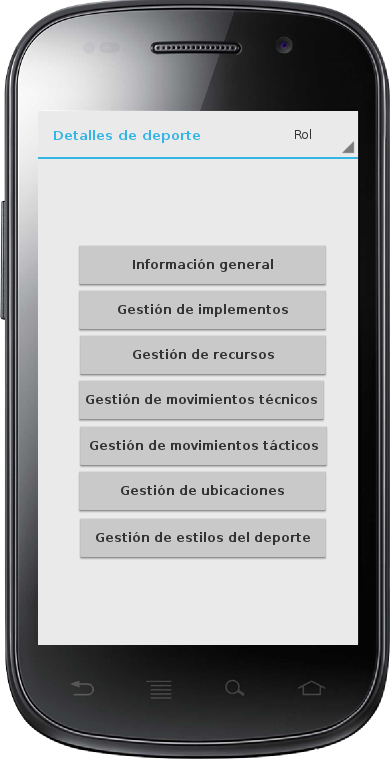 Detalles de deporte Rol
Información general
Gestión de implementos
Gestión de recursos
Gestión de movimientos técnicos
Gestión de movimientos tácticos
Gestión de ubicaciones
Gestión de estilos del deporte